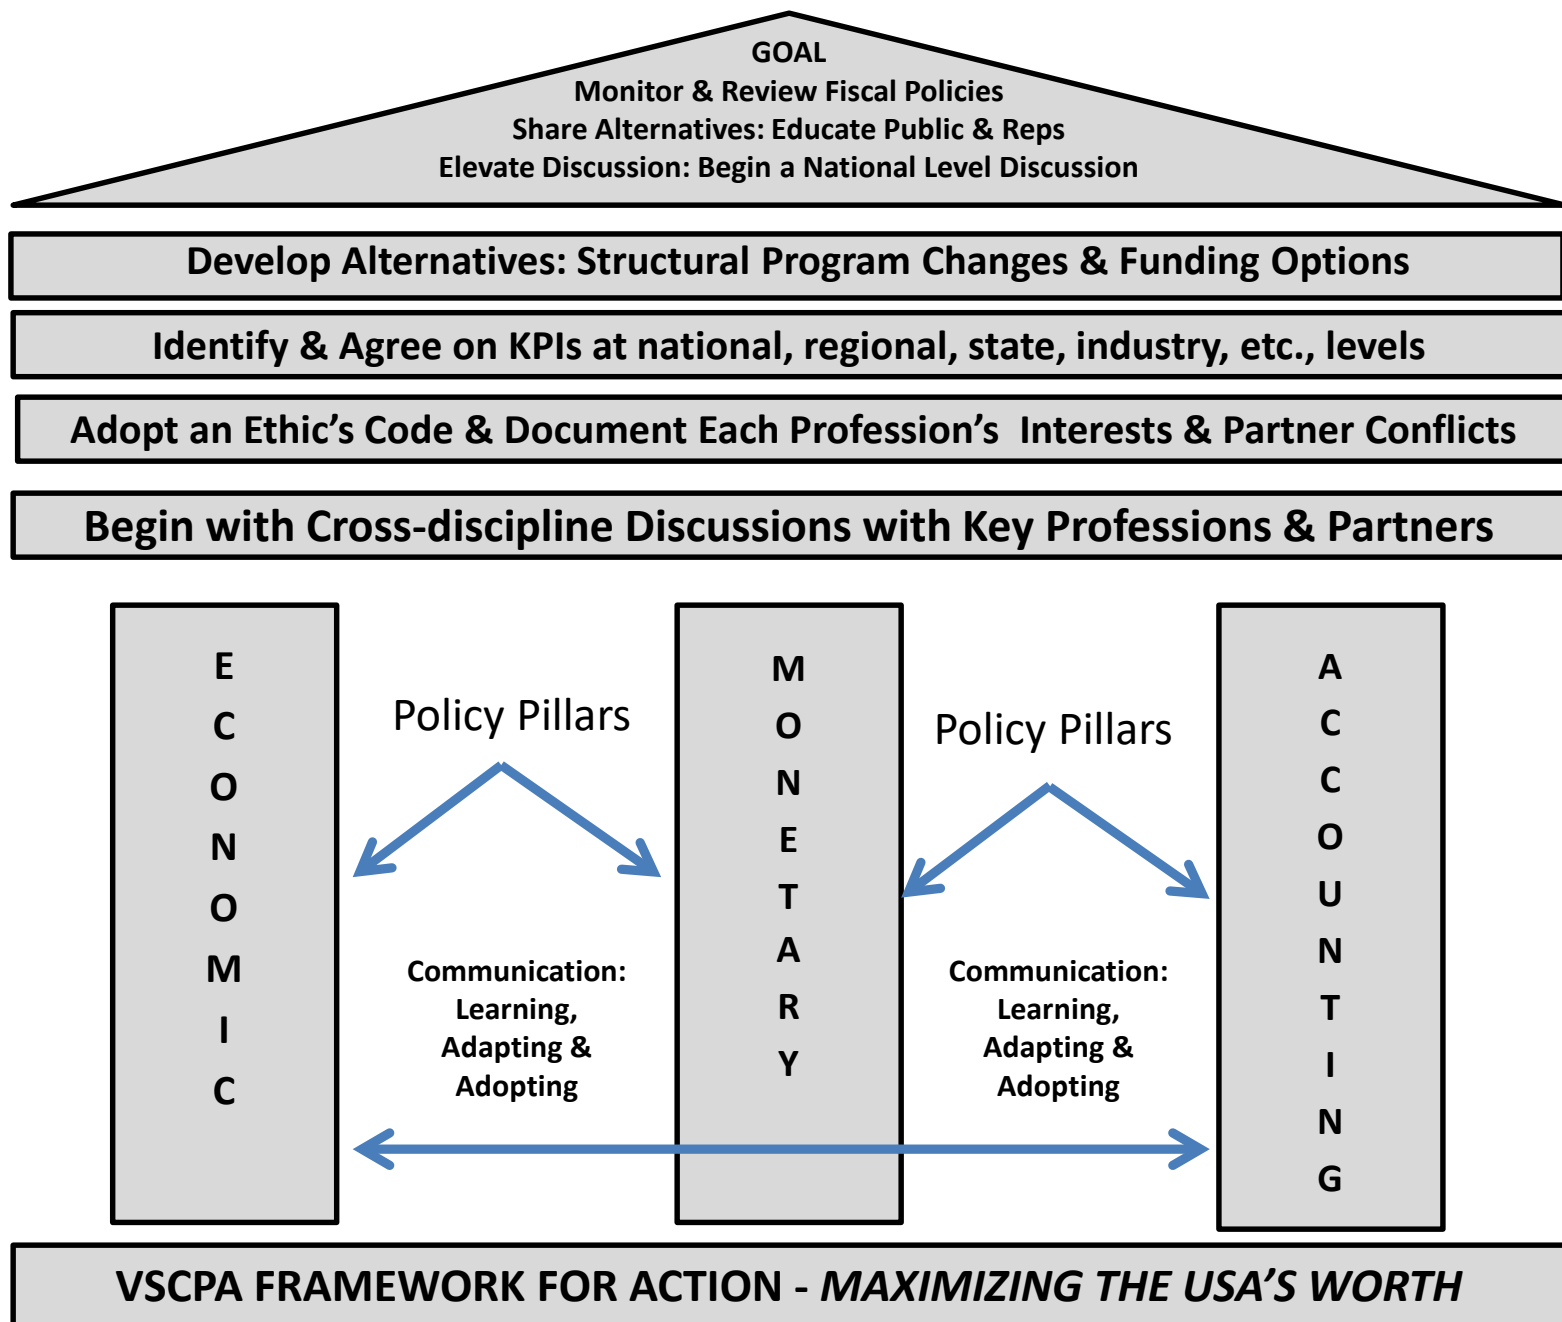 GOAL
Monitor & Review Fiscal Policies
Share Alternatives: Educate Public & Reps
Elevate Discussion: Begin a National Level Discussion
Develop Alternatives: Structural Program Changes & Funding Options
Identify & Agree on KPIs at national, regional, state, industry, etc., levels
Adopt an Ethic's Code & Document Each Profession's  Interests & Partner Conflicts
Begin with Cross-discipline Discussions with Key Professions & Partners
E
C
O
N
O
M
I
C
Policy Pillars
Communication:
Learning,
Adapting &
Adopting
M
O
N
E
T
A
R
Y
Policy Pillars
Communication:
Learning,
Adapting &
Adopting
A
C
C
O
U
N
T
I
N
G
VSCPA FRAMEWORK FOR ACTION - MAXIMIZING THE USA'S WORTH